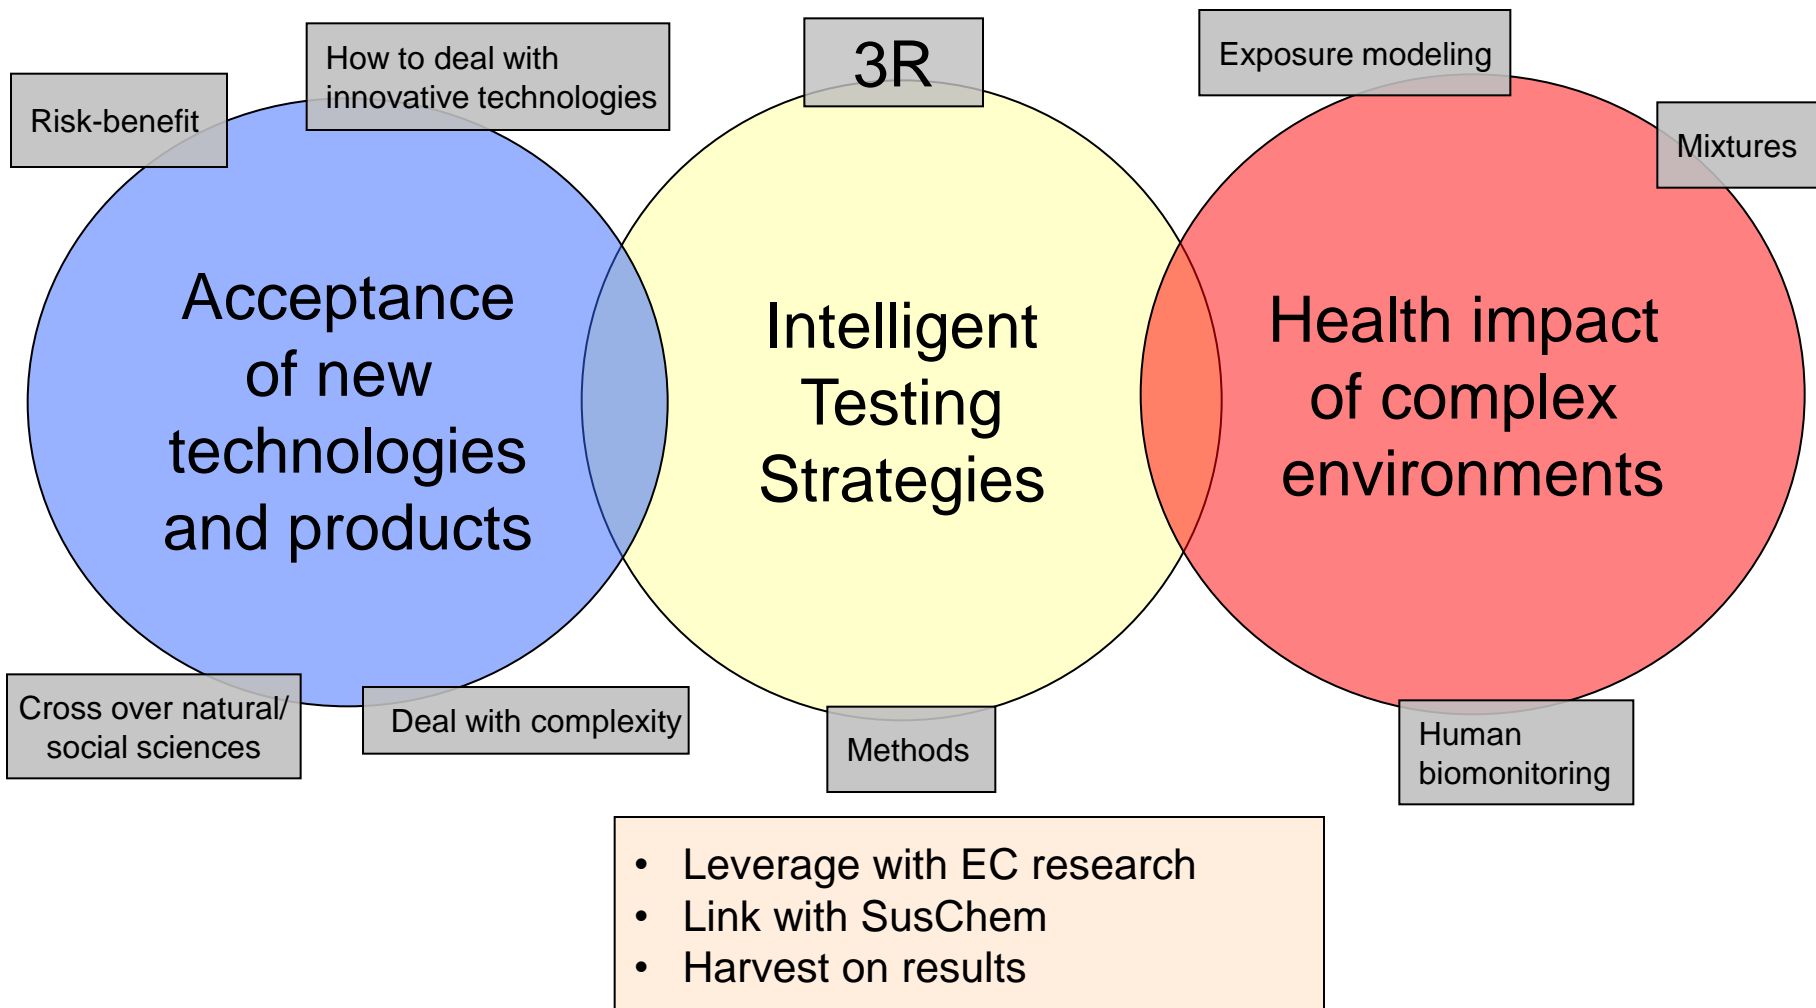 How to deal with
innovative technologies
3R
Exposure modeling
Risk-benefit
Mixtures
Acceptance
of new
technologies
and products
Intelligent
Testing
Strategies
Health impact
of complex
environments
Cross over natural/
social sciences
Deal with complexity
Methods
Human
biomonitoring
• Leverage with EC research
• Link with SusChem
• Harvest on results